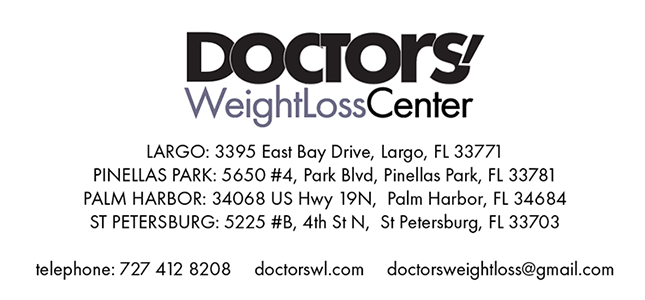 DOCTORS!
WeightLossCenter
LARGO: 3395 East Bay Drive, Largo, FL 33771
PINELLAS PARK: 5650 #4, Park Blvd, Pinellas Park, FL 33781
PALM HARBOR: 34068 US Hwy 19N, Palm Harbor, FL 34684
ST PETERSBURG: 5225 #B, 4th St N, St Petersburg, FL 33703
telephone: 727 412 8208 doctorswl.com doctorsweightloss@gmail.com